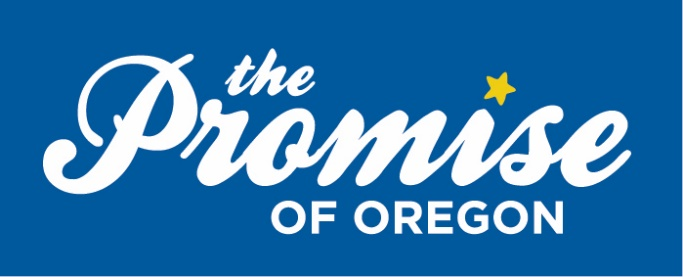 the
Promise
OF OREGON